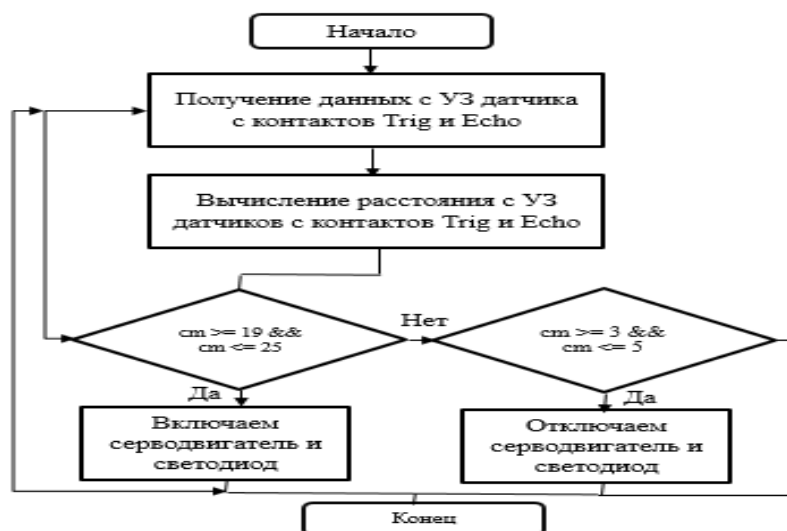 Начало
Получение данных с УЗ датчика
с контактов Trig и Echo
Вычисление расстояния с УЗ
датчиков с контактов Trig и Echo
cm >= 19 &&
cm <= 25
Нет
cm >= 3 &&
cm <= 5
Да
Да
Включаем
серводвигатель и
светодиод
Отключаем
серводвигатель и
светодиод
Конец